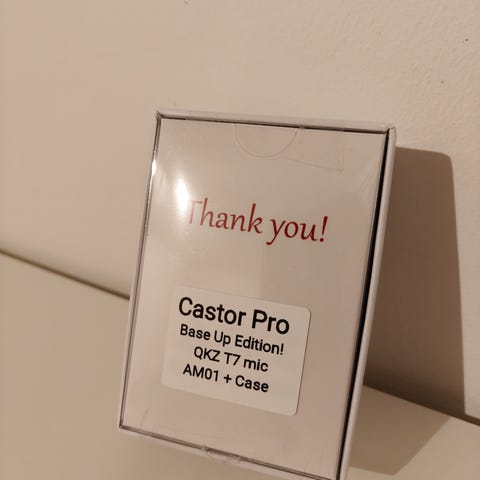 Thank you!
Castor Pro
Base Up Edition!
QKZ T7 mic
AM01 + Case